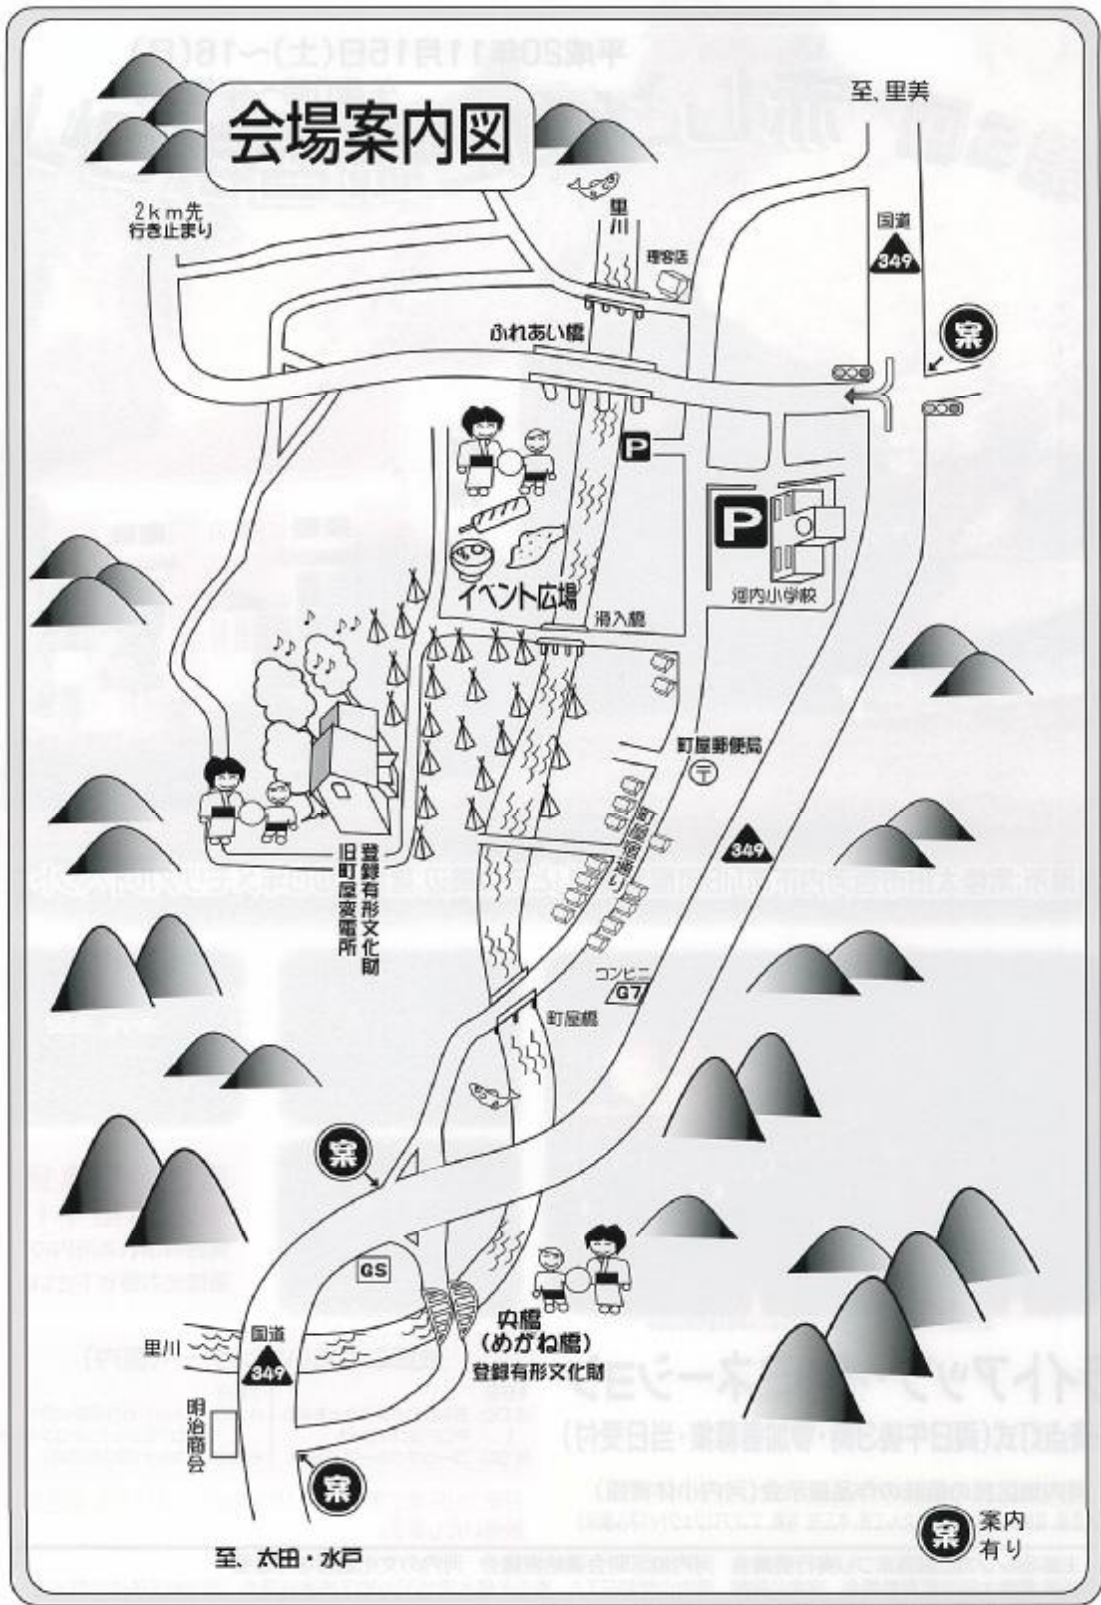 会場案内図
至、里美
2km先
行き止まり
里川
理容店
国道
349
案
ふれあい橋
P
P
イベント広場
滑入橋
河内小学校
町屋郵便局
〒
349
町屋宿通り
登録有形文化財
旧町屋変電所
コンビニ
G7
町屋橋
案
GS
央橋
(めがね橋)
登録有形文化財
里川
国道
349
明治商会
案
至、太田・水戸
案
案内
有り